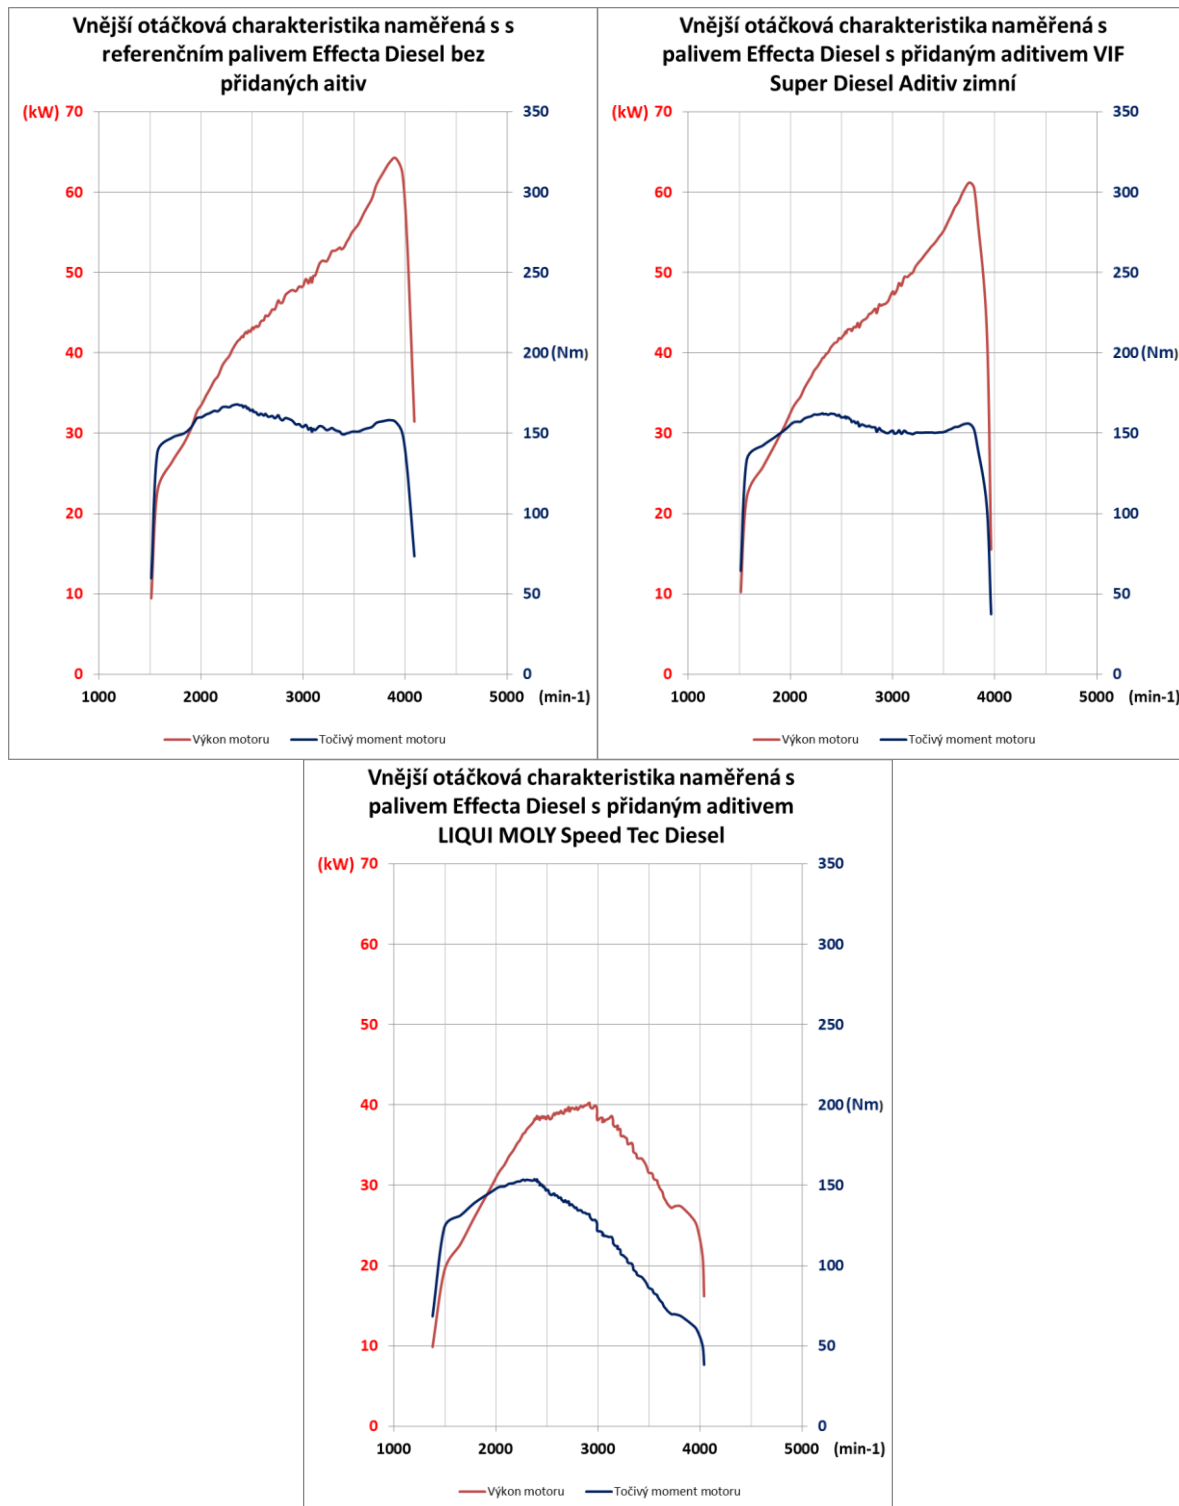 Vnější otáčková charakteristika naměřená s s
referenčním palivem Effecta Diesel bez
přidaných aitiv
(kW) 70 350
60 300
50 250
40 200 (Nm)
30 150
20 100
10 50
0 0
1000 2000 3000 4000 5000 (min-1)
Výkon motoru Točivý moment motoru
Vnější otáčková charakteristika naměřená s
palivem Effecta Diesel s přidaným aditivem VIF
Super Diesel Aditiv zimní
(kW) 70 350
60 300
50 250
40 200 (Nm)
30 150
20 100
10 50
0 0
1000 2000 3000 4000 5000 (min-1)
Výkon motoru Točivý moment motoru
Vnější otáčková charakteristika naměřená s
palivem Effecta Diesel s přidaným aditivem
LIQUI MOLY Speed Tec Diesel
(kW) 70 350
60 300
50 250
40 200 (Nm)
30 150
20 100
10 50
0 0
1000 2000 3000 4000 5000 (min-1)
Výkon motoru Točivý moment motoru